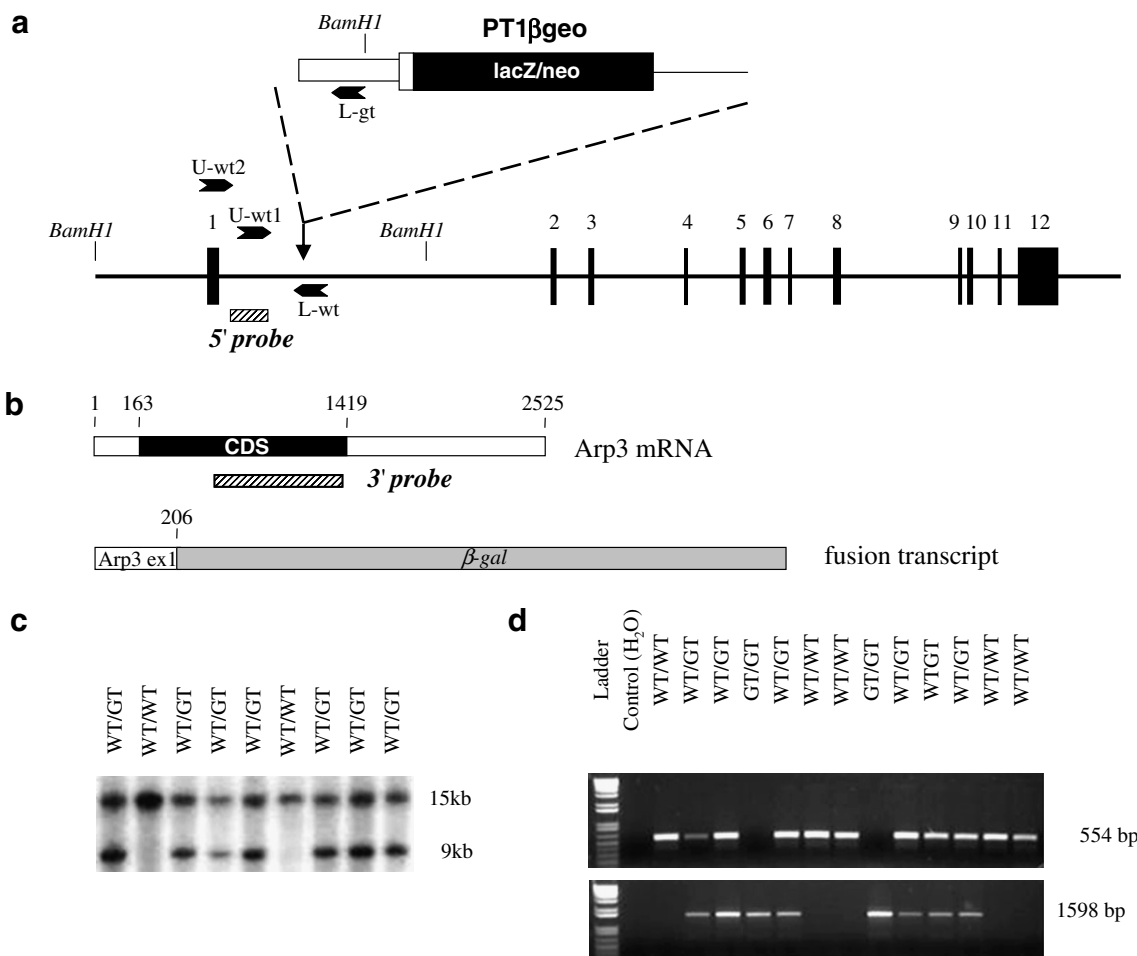 a
BamH1
PT1βgeo
lacZ/neo
L-gt
U-wt2
BamH1
1
U-wt1
BamH1
2 3 4 5 6 7 8 9 10 11 12
L-wt
5' probe
b
1 163 1419 2525
CDS
Arp3 mRNA
3' probe
206
Arp3 ex1
β-gal
fusion transcript
c
WT/GT
WT/WT
WT/GT
WT/GT
WT/GT
WT/WT
WT/GT
WT/GT
WT/GT
15kb
9kb
d
Ladder
Control (H2O)
WT/WT
WT/GT
WT/GT
GT/GT
WT/GT
WT/WT
WT/WT
GT/GT
WT/GT
WTGT
WT/GT
WT/WT
WT/WT
554 bp
1598 bp